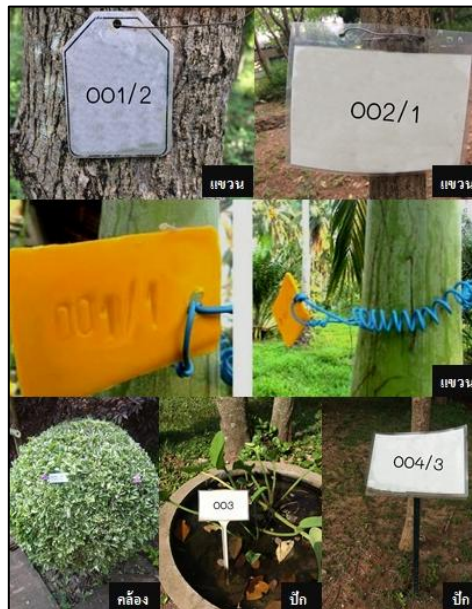 001/2
แขวน
002/1
แขวน
001/1
แขวน
คล้อง
003
ปัก
004/3
ปัก